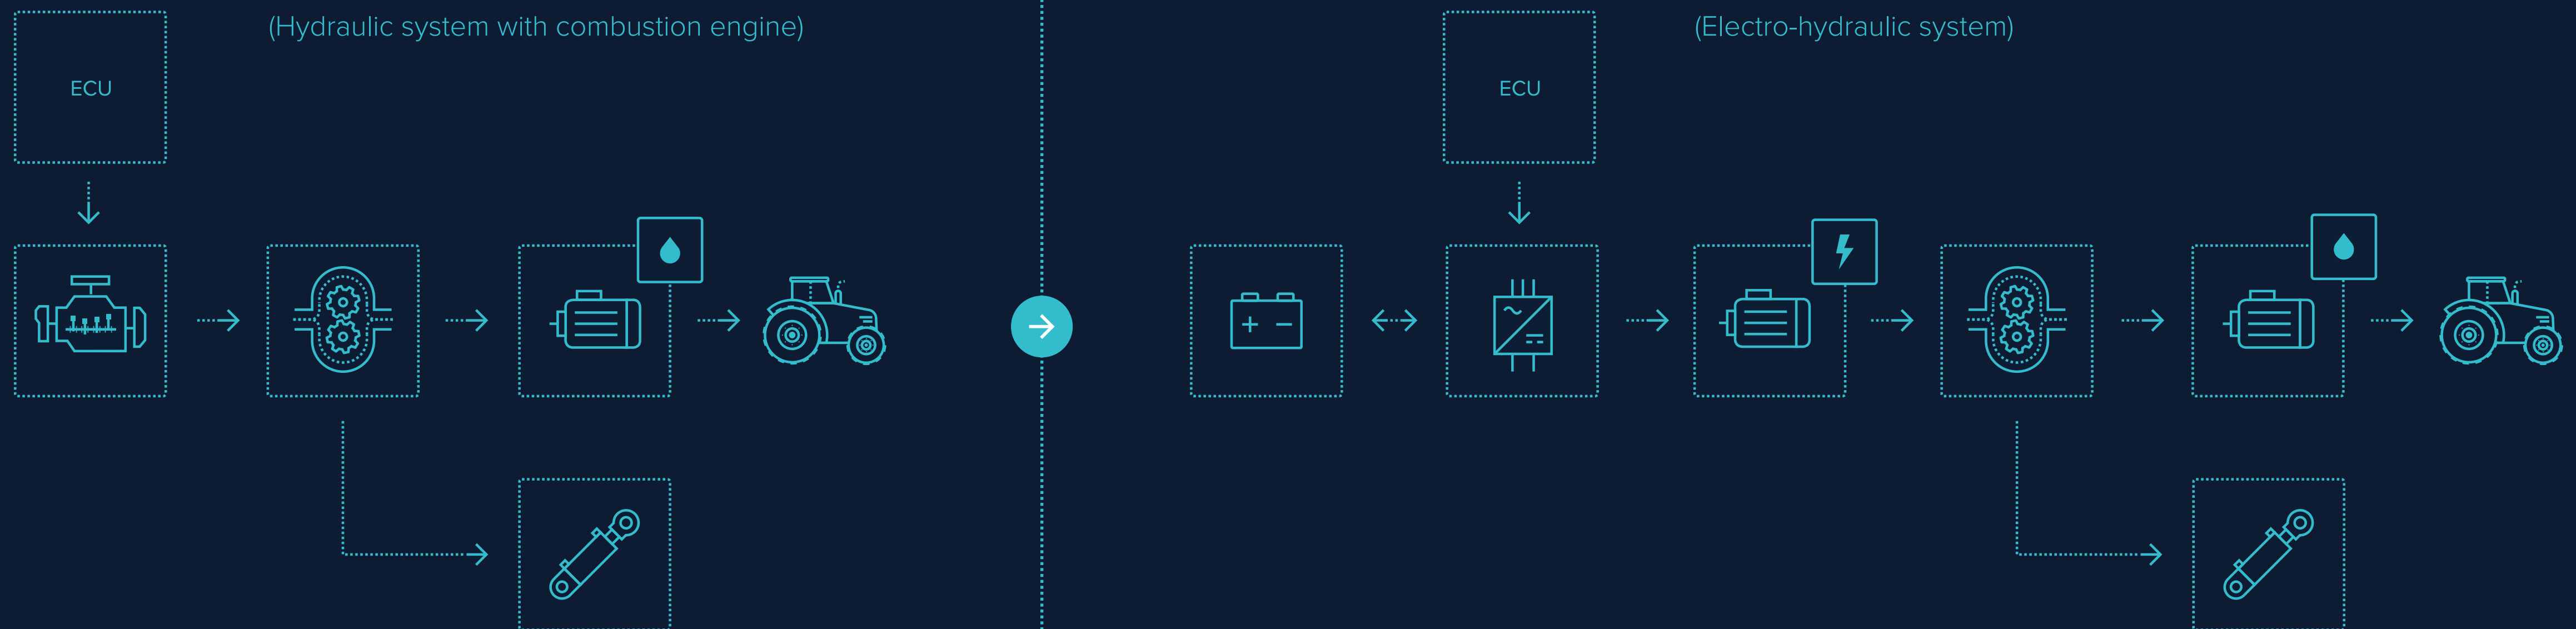 (Hydraulic system with combustion engine)
ECU
(Electro-hydraulic system)
ECU